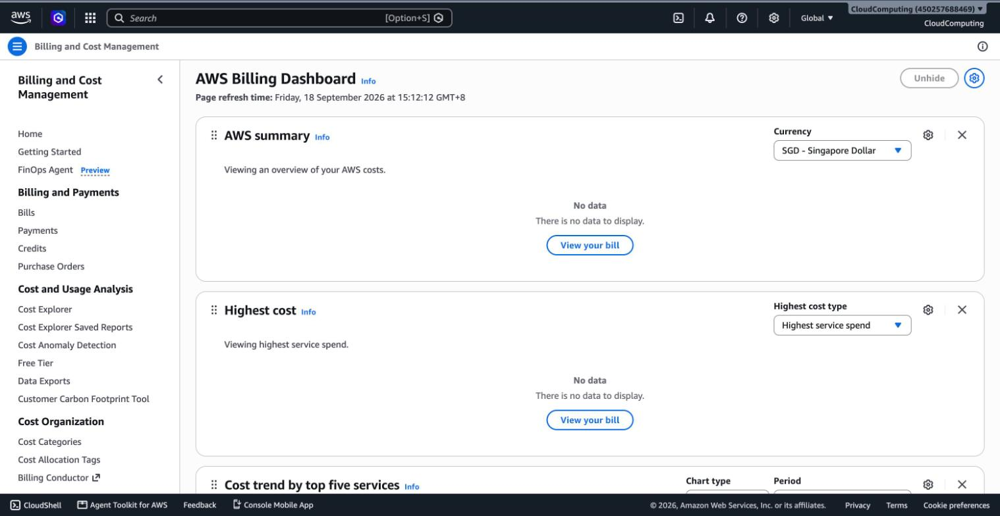 aws
Search
[Option+S]
Global
CloudComputing (450257688469)
CloudComputing
Billing and Cost Management
Billing and Cost
Management
Home
Getting Started
FinOps Agent Preview
Billing and Payments
Bills
Payments
Credits
Purchase Orders
Cost and Usage Analysis
Cost Explorer
Cost Explorer Saved Reports
Cost Anomaly Detection
Free Tier
Data Exports
Customer Carbon Footprint Tool
Cost Organization
Cost Categories
Cost Allocation Tags
Billing Conductor
AWS Billing Dashboard Info
Unhide
Page refresh time: Friday, 18 September 2026 at 15:12:12 GMT+8
AWS summary Info
Currency
SGD - Singapore Dollar
Viewing an overview of your AWS costs.
No data
There is no data to display.
View your bill
Highest cost Info
Highest cost type
Highest service spend
Viewing highest service spend.
No data
There is no data to display.
View your bill
Cost trend by top five services Info
Chart type
Period
CloudShell
Agent Toolkit for AWS
Feedback
Console Mobile App
© 2026, Amazon Web Services, Inc. or its affiliates.
Privacy
Terms
Cookie preferences